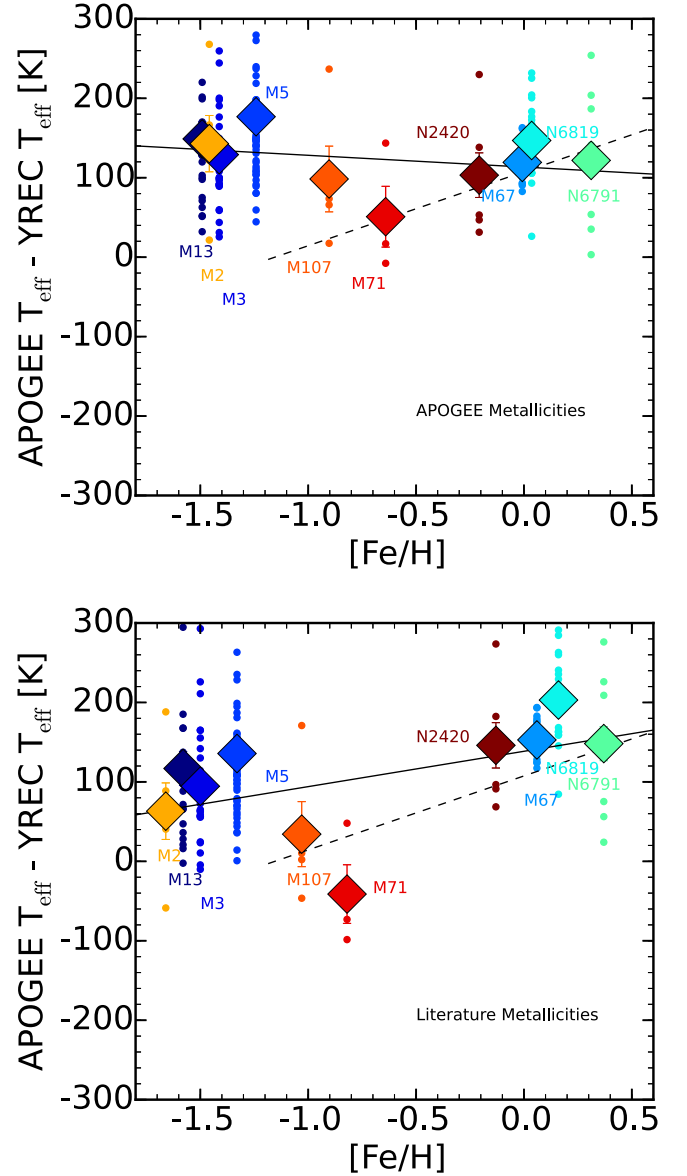 300
200
100
0
-100
-200
-300
APOGEE T_eff - YREC T_eff [K]
M5
N2420
N6819
M67
N6791
M13
M2
M3
M107
M71
APOGEE Metallicities
-1.5 -1.0 -0.5 0.0 0.5
[Fe/H]
300
200
100
0
-100
-200
-300
APOGEE T_eff - YREC T_eff [K]
N2420
M5
N6819
N6791
M67
M2
M13
M3
M107
M71
Literature Metallicities
-1.5 -1.0 -0.5 0.0 0.5
[Fe/H]